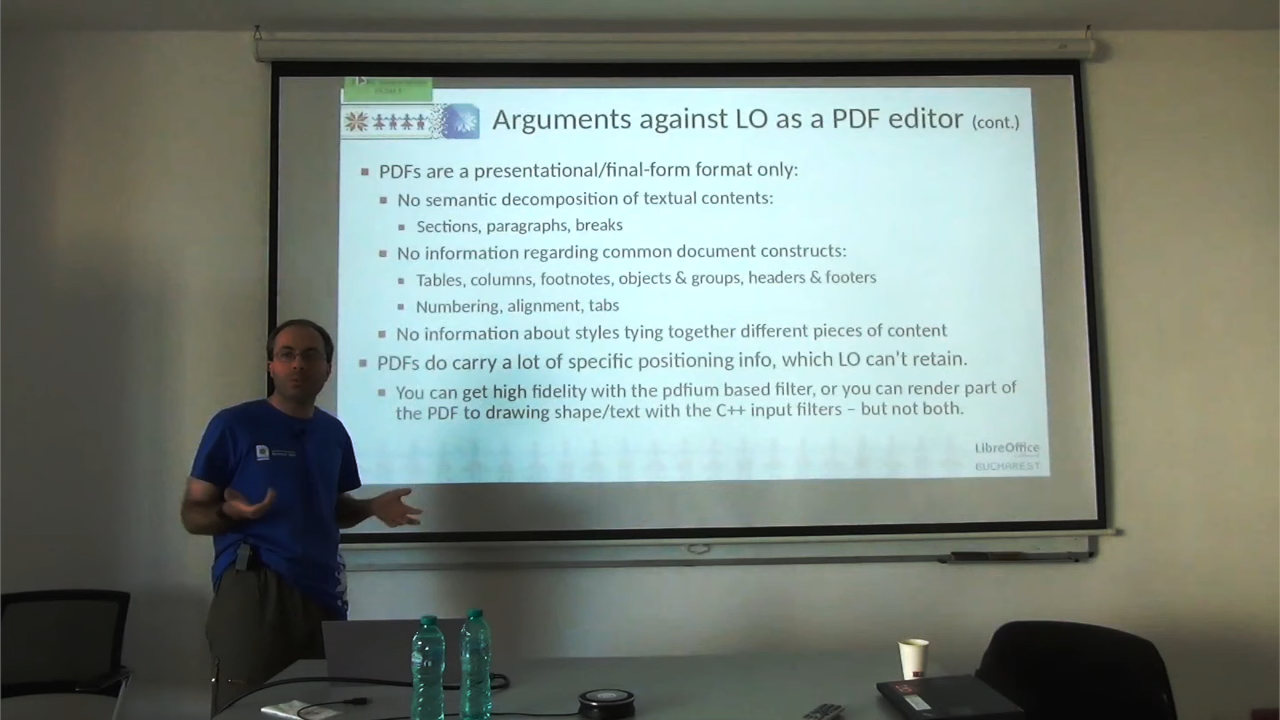 Arguments against LO as a PDF editor (cont.)
PDFs are a presentational/final-form format only:
No semantic decomposition of textual contents:
Sections, paragraphs, breaks
No information regarding common document constructs:
Tables, columns, footnotes, objects & groups, headers & footers
Numbering, alignment, tabs
No information about styles tying together different pieces of content
PDFs do carry a lot of specific positioning info, which LO can't retain.
You can get high fidelity with the pdfium based filter, or you can render part of
the PDF to drawing shape/text with the C++ input filters – but not both.
LibreOffice
BUCHAREST